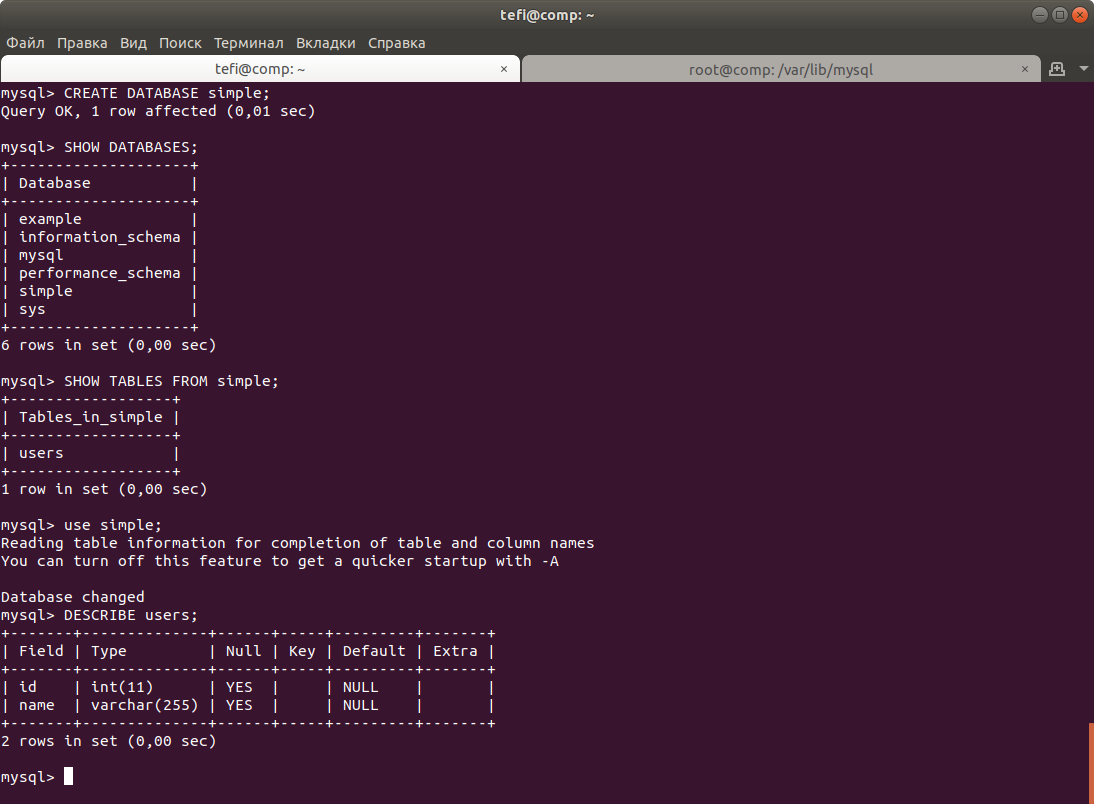 tefi@comp: ~
Файл Правка Вид Поиск Терминал Вкладки Справка
tefi@comp: ~ × root@comp: /var/lib/mysql ×
mysql> CREATE DATABASE simple;
Query OK, 1 row affected (0,01 sec)
mysql> SHOW DATABASES;
+--------------------+
| Database           |
+--------------------+
| example            |
| information_schema |
| mysql              |
| performance_schema |
| simple             |
| sys                |
+--------------------+
6 rows in set (0,00 sec)
mysql> SHOW TABLES FROM simple;
+------------------+
| Tables_in_simple |
+------------------+
| users            |
+------------------+
1 row in set (0,00 sec)
mysql> use simple;
Reading table information for completion of table and column names
You can turn off this feature to get a quicker startup with -A
Database changed
mysql> DESCRIBE users;
+-------+--------------+------+-----+---------+-------+
| Field | Type         | Null | Key | Default | Extra |
+-------+--------------+------+-----+---------+-------+
| id    | int(11)      | YES  |     | NULL    |       |
| name  | varchar(255) | YES  |     | NULL    |       |
+-------+--------------+------+-----+---------+-------+
2 rows in set (0,00 sec)
mysql>